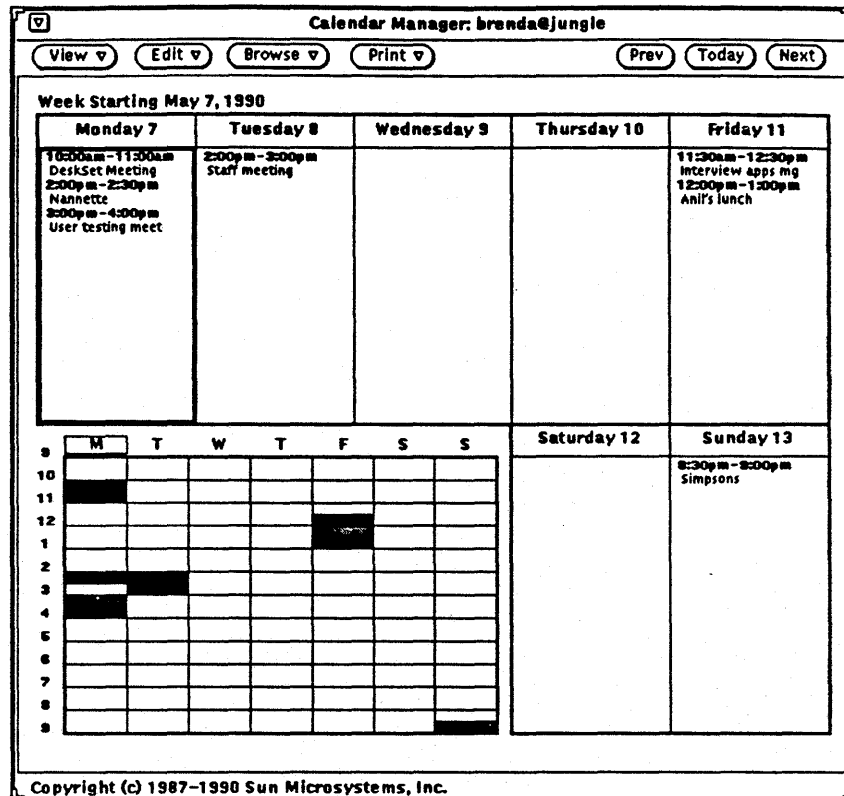 Calendar Manager: brenda@jungle
View Edit Browse Print Prev Today Next
Week Starting May 7, 1990
Monday 7 Tuesday 8 Wednesday 9 Thursday 10 Friday 11
10:00am-11:00am
DeskSet Meeting
2:00pm-2:30pm
Nannette
3:00pm-4:00pm
User testing meet
2:00pm-3:00pm
Staff meeting
11:30am-12:30pm
Interview apps mg
12:00pm-1:00pm
Anil's lunch
M T W T F S S
9
10
11
12
1
2
3
4
5
6
7
8
9
Saturday 12 Sunday 13
8:30pm-9:00pm
Simpsons
Copyright (c) 1987-1990 Sun Microsystems, Inc.